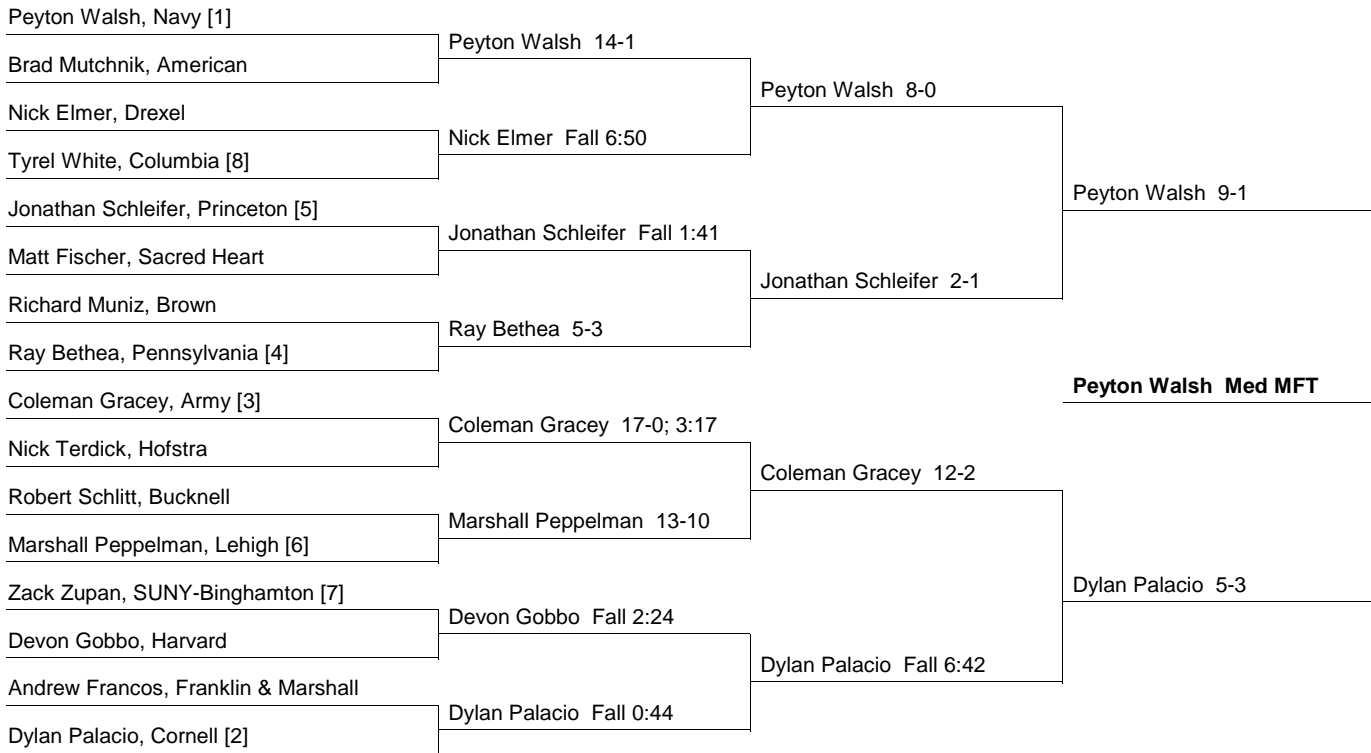 Peyton Walsh, Navy [1]
Brad Mutchnik, American
Nick Elmer, Drexel
Tyrel White, Columbia [8]
Jonathan Schleifer, Princeton [5]
Matt Fischer, Sacred Heart
Richard Muniz, Brown
Ray Bethea, Pennsylvania [4]
Coleman Gracey, Army [3]
Nick Terdick, Hofstra
Robert Schlitt, Bucknell
Marshall Peppelman, Lehigh [6]
Zack Zupan, SUNY-Binghamton [7]
Devon Gobbo, Harvard
Andrew Francos, Franklin & Marshall
Dylan Palacio, Cornell [2]
Peyton Walsh 14-1
Nick Elmer Fall 6:50
Jonathan Schleifer Fall 1:41
Ray Bethea 5-3
Coleman Gracey 17-0; 3:17
Marshall Peppelman 13-10
Devon Gobbo Fall 2:24
Dylan Palacio Fall 0:44
Peyton Walsh 8-0
Jonathan Schleifer 2-1
Coleman Gracey 12-2
Dylan Palacio Fall 6:42
Peyton Walsh 9-1
Dylan Palacio 5-3
Peyton Walsh Med MFT